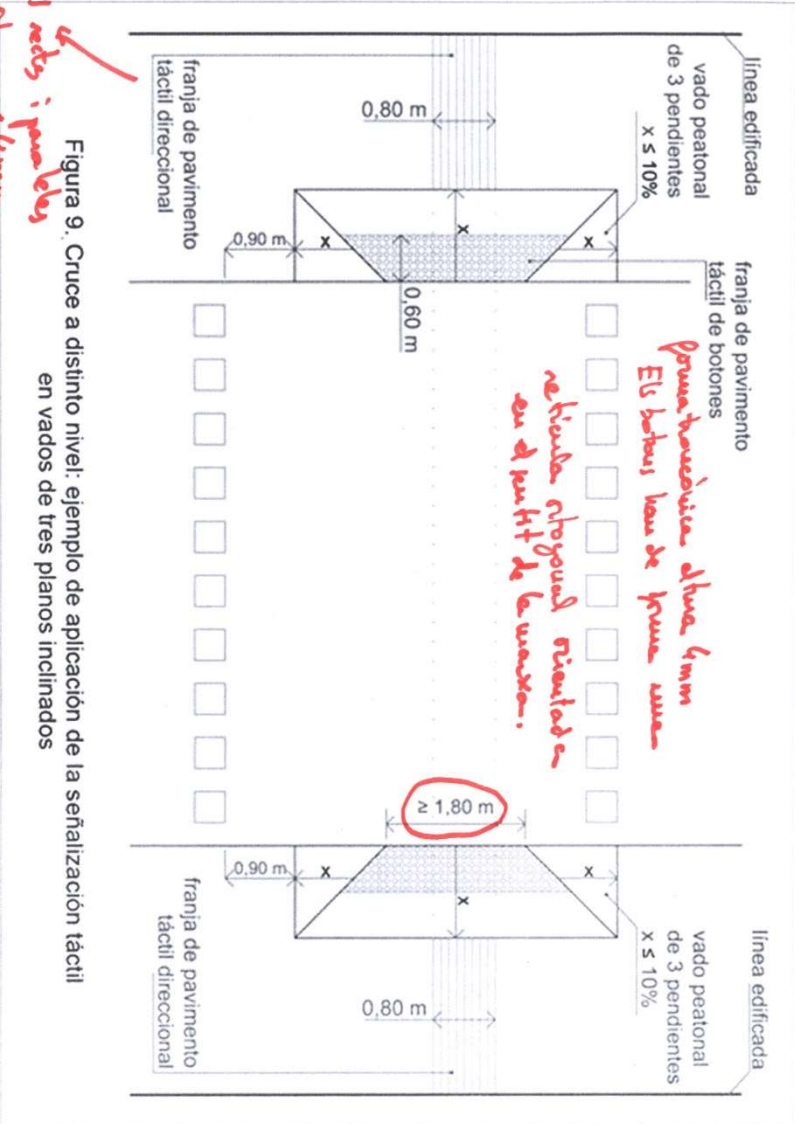 línea edificada
vado peatonal
de 3 pendientes
x ≤ 10%
franja de pavimento
táctil de botones
línea edificada
vado peatonal
de 3 pendientes
x ≤ 10%
forma troncocónica altura 4mm
Els botons han de formar una
retícula ortogonal orientada
en el sentit de la marxa.
0,80 m
x
x
x
0,90 m
0,60 m
≥ 1,80 m
x
x
x
0,90 m
0,80 m
franja de pavimento
táctil direccional
franja de pavimento
táctil direccional
rectes i paral·leles
Figura 9. Cruce a distinto nivel: ejemplo de aplicación de la señalización táctil
en vados de tres planos inclinados